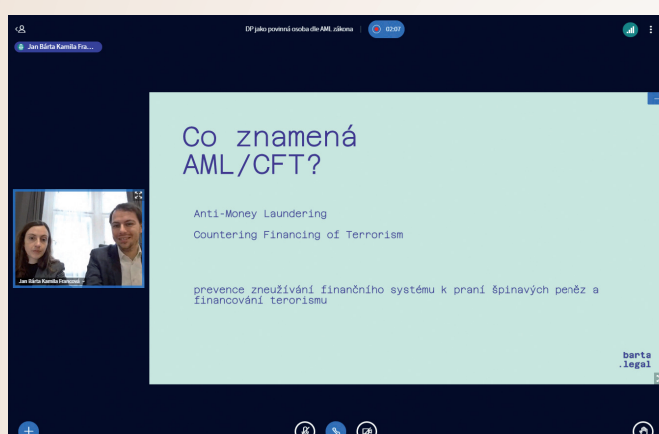 DP jako povinná osoba dle AML zákona
02:07
Jan Bárta Kamila Fra...
Co znamená
AML/CFT?
Anti-Money Laundering
Countering Financing of Terrorism
prevence zneužívání finančního systému k praní špinavých peněz a
financování terorismu
Jan Bárta Kamila Francová
barta
.legal